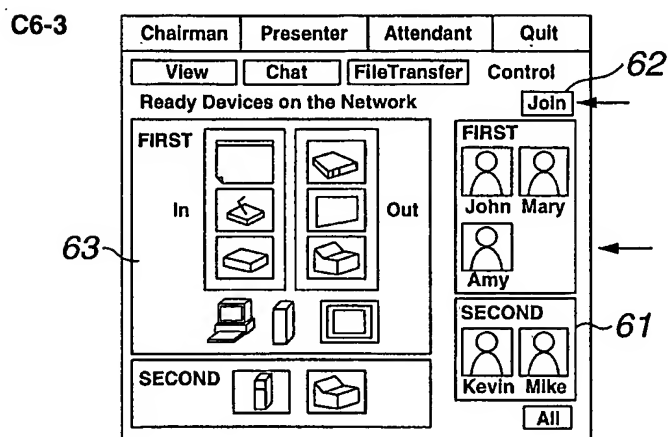 C6-3
Chairman Presenter Attendant Quit
View Chat FileTransfer Control
62
Ready Devices on the Network
Join
FIRST
In
Out
63
FIRST
John Mary
Amy
SECOND
Kevin Mike
61
SECOND
All